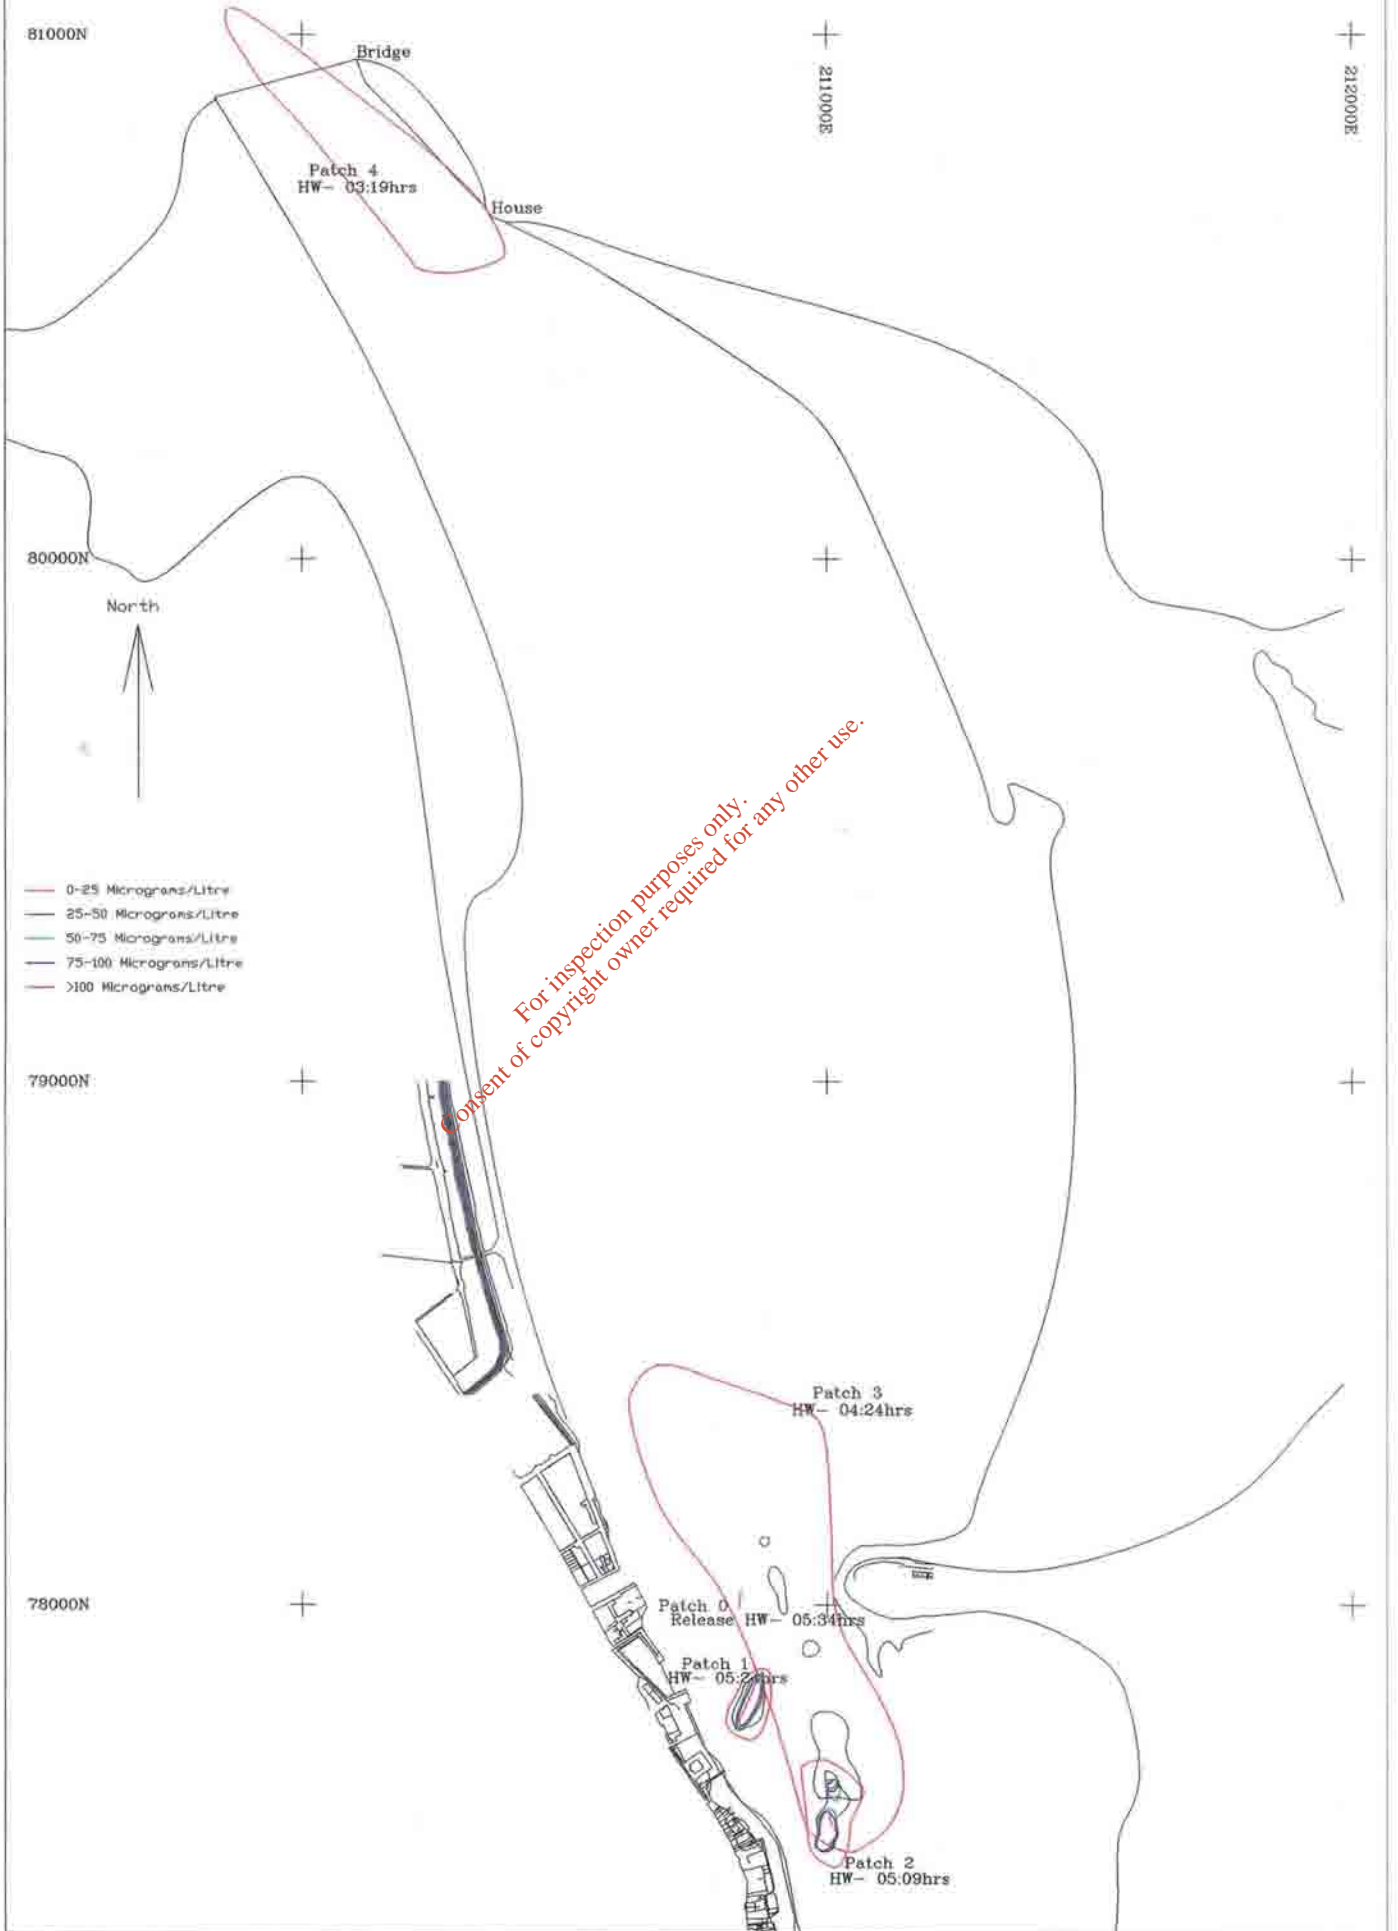 81000N
Bridge
211000E
212000E
Patch 4
HW- 03:19hrs
House
80000N
North
For inspection purposes only.
Consent of copyright owner required for any other use.
0-25 Micrograms/Litre
25-50 Micrograms/Litre
50-75 Micrograms/Litre
75-100 Micrograms/Litre
>100 Micrograms/Litre
79000N
Patch 3
HW- 04:24hrs
78000N
Patch 0
Release HW- 05:34hrs
Patch 1
HW-
Patch 2
HW- 05:09hrs